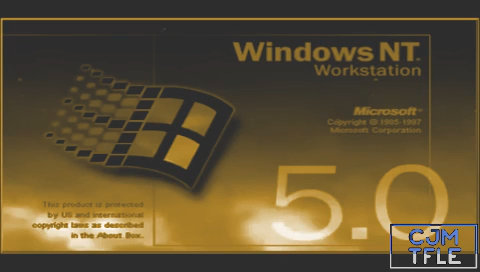 Windows NT
Workstation
Microsoft
Copyright © 1985-1997
Microsoft Corporation
5.0
This product is protected
by US and international
copyright laws as described
in the About Box.
CJM
TFLE